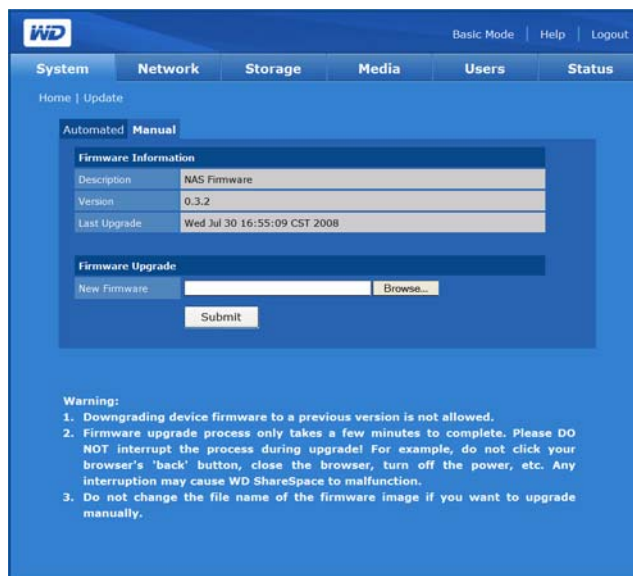 WD
Basic Mode | Help | Logout
System Network Storage Media Users Status
Home | Update
Automated Manual
Firmware Information
Description NAS Firmware
Version 0.3.2
Last Upgrade Wed Jul 30 16:55:09 CST 2008
Firmware Upgrade
New Firmware Browse...
Submit
Warning:
1. Downgrading device firmware to a previous version is not allowed.
2. Firmware upgrade process only takes a few minutes to complete. Please DO
NOT interrupt the process during upgrade! For example, do not click your
browser's 'back' button, close the browser, turn off the power, etc. Any
interruption may cause WD ShareSpace to malfunction.
3. Do not change the file name of the firmware image if you want to upgrade
manually.